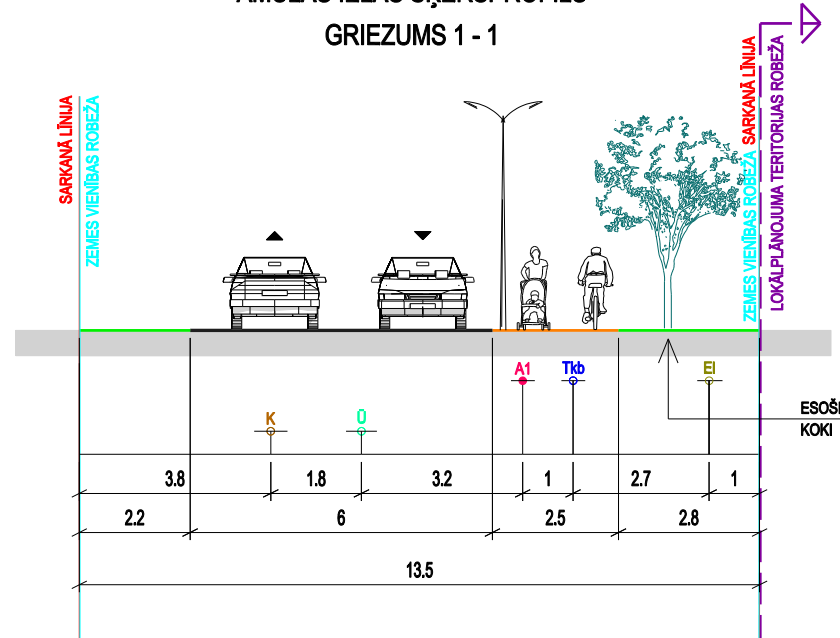 GRIEZUMS 1 - 1
SARKANĀ LĪNIJA
ZEMES VIENĪBAS ROBEŽA
ZEMES VIENĪBAS ROBEŽA SARKANĀ LĪNIJA
LOKĀLPLĀNOJUMA TERITORIJAS ROBEŽA
A1
Tkb
El
K
Ū
KOKI
3.8
1.8
3.2
1
2.7
1
2.2
6
2.5
2.8
13.5